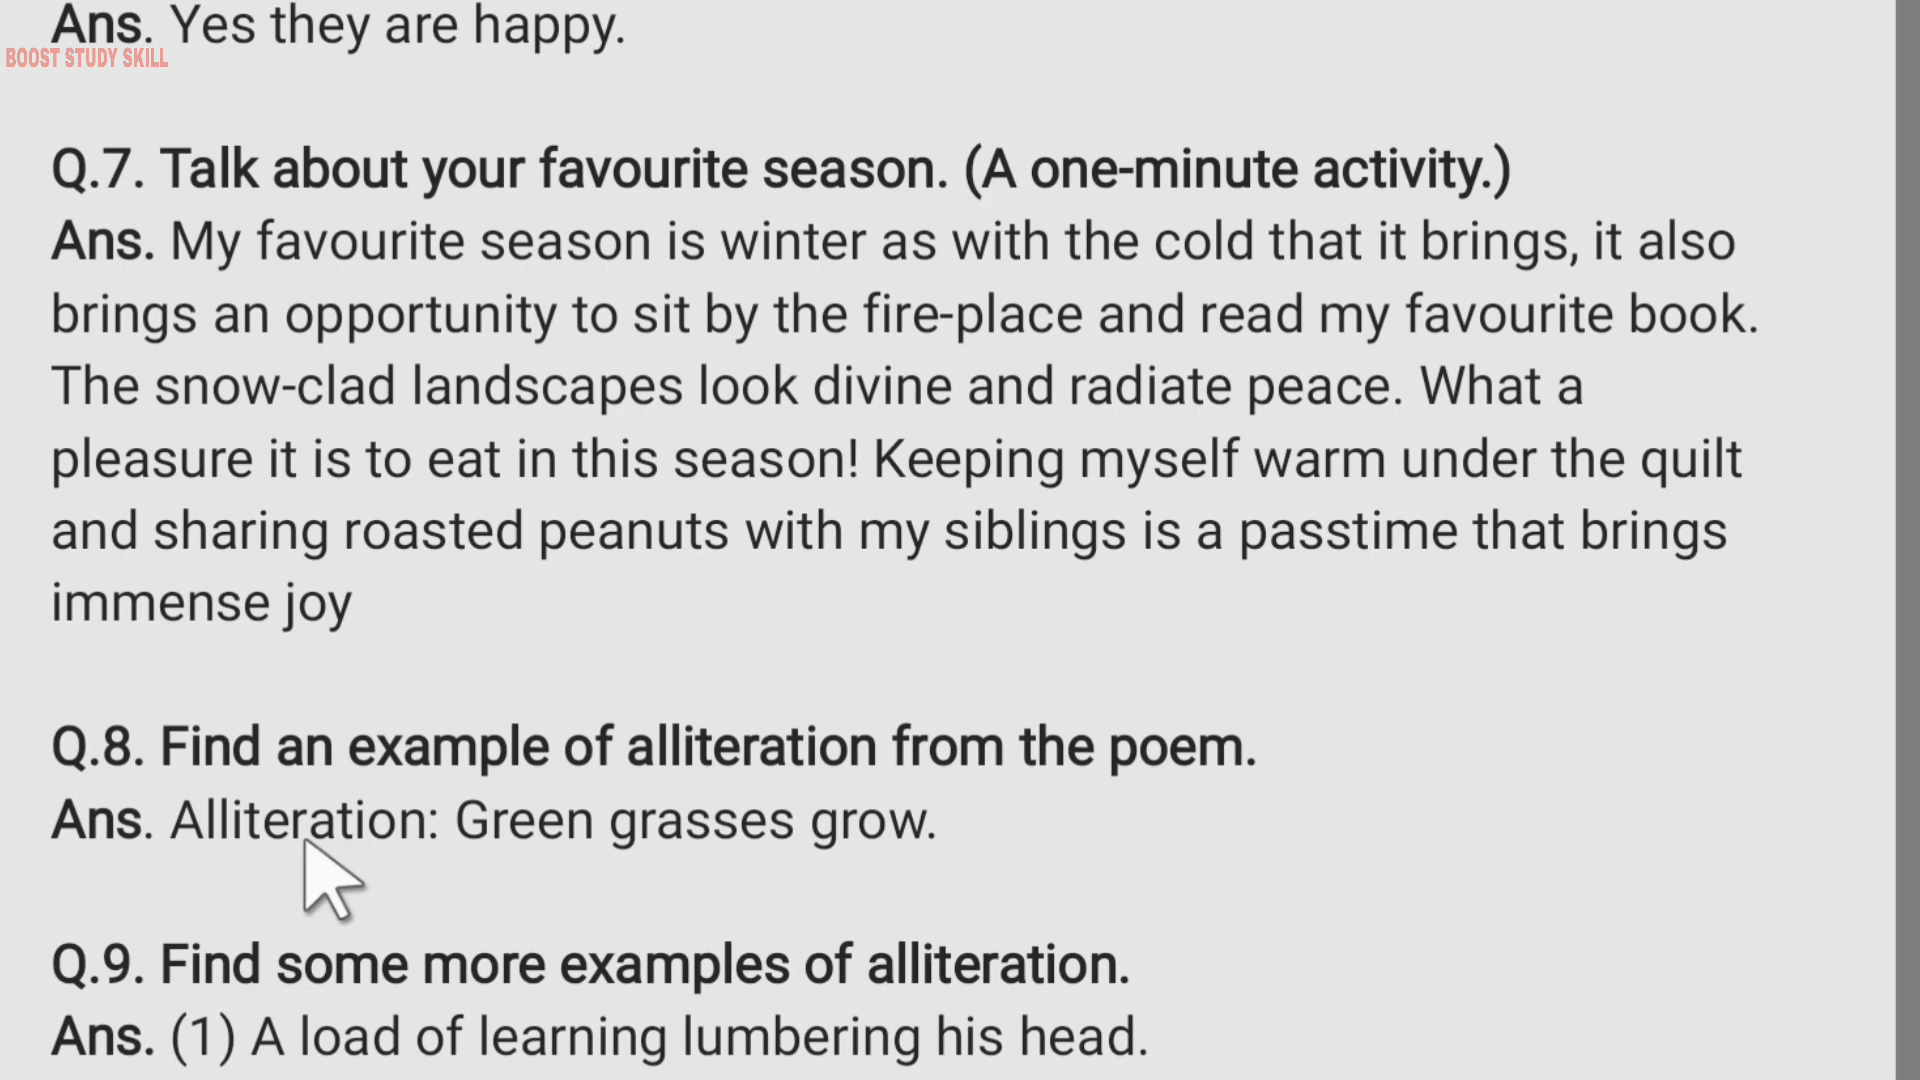 Ans. Yes they are happy.
BOOST STUDY SKILL
Q.7. Talk about your favourite season. (A one-minute activity.)
Ans. My favourite season is winter as with the cold that it brings, it also
brings an opportunity to sit by the fire-place and read my favourite book.
The snow-clad landscapes look divine and radiate peace. What a
pleasure it is to eat in this season! Keeping myself warm under the quilt
and sharing roasted peanuts with my siblings is a passtime that brings
immense joy
Q.8. Find an example of alliteration from the poem.
Ans. Alliteration: Green grasses grow.
Q.9. Find some more examples of alliteration.
Ans. (1) A load of learning lumbering his head.